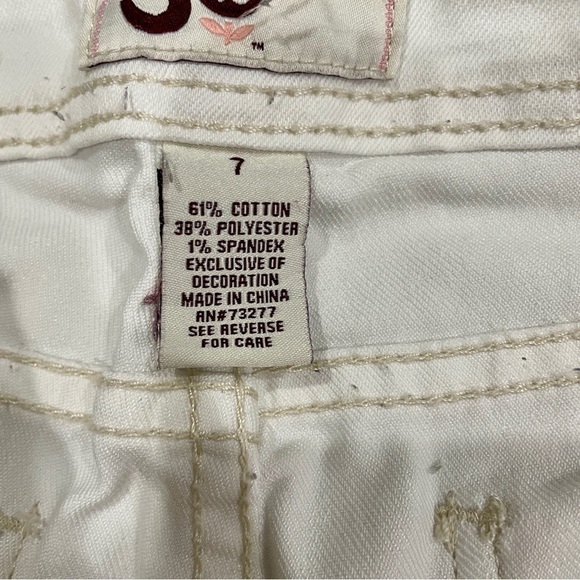 ™
7
61% COTTON
38% POLYESTER
1% SPANDEX
EXCLUSIVE OF
DECORATION
MADE IN CHINA
RN#73277
SEE REVERSE
FOR CARE